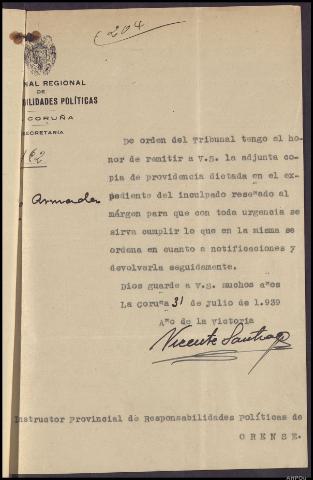 (204
NAL REGIONAL
DE
BILIDADES POLÍTICAS
CORUÑA
SECRETARÍA
162
Armada
De orden del Tribunal tengo el ho-
nor de remitir a V.S. la adjunta co-
pia de providencia dictada en el ex-
pediente del inculpado reseñado al
márgen para que con toda urgencia se
sirva cumplir lo que en la misma se
ordena en cuanto a notificaciones y
devolverla seguidamente.
Dios guarde a V.S. muchos años
La Coruña 31 de julio de 1.939
Año de la Victoria
Vicente Santiago
Instructor Provincial de Responsabilidades Políticas de
ORENSE.